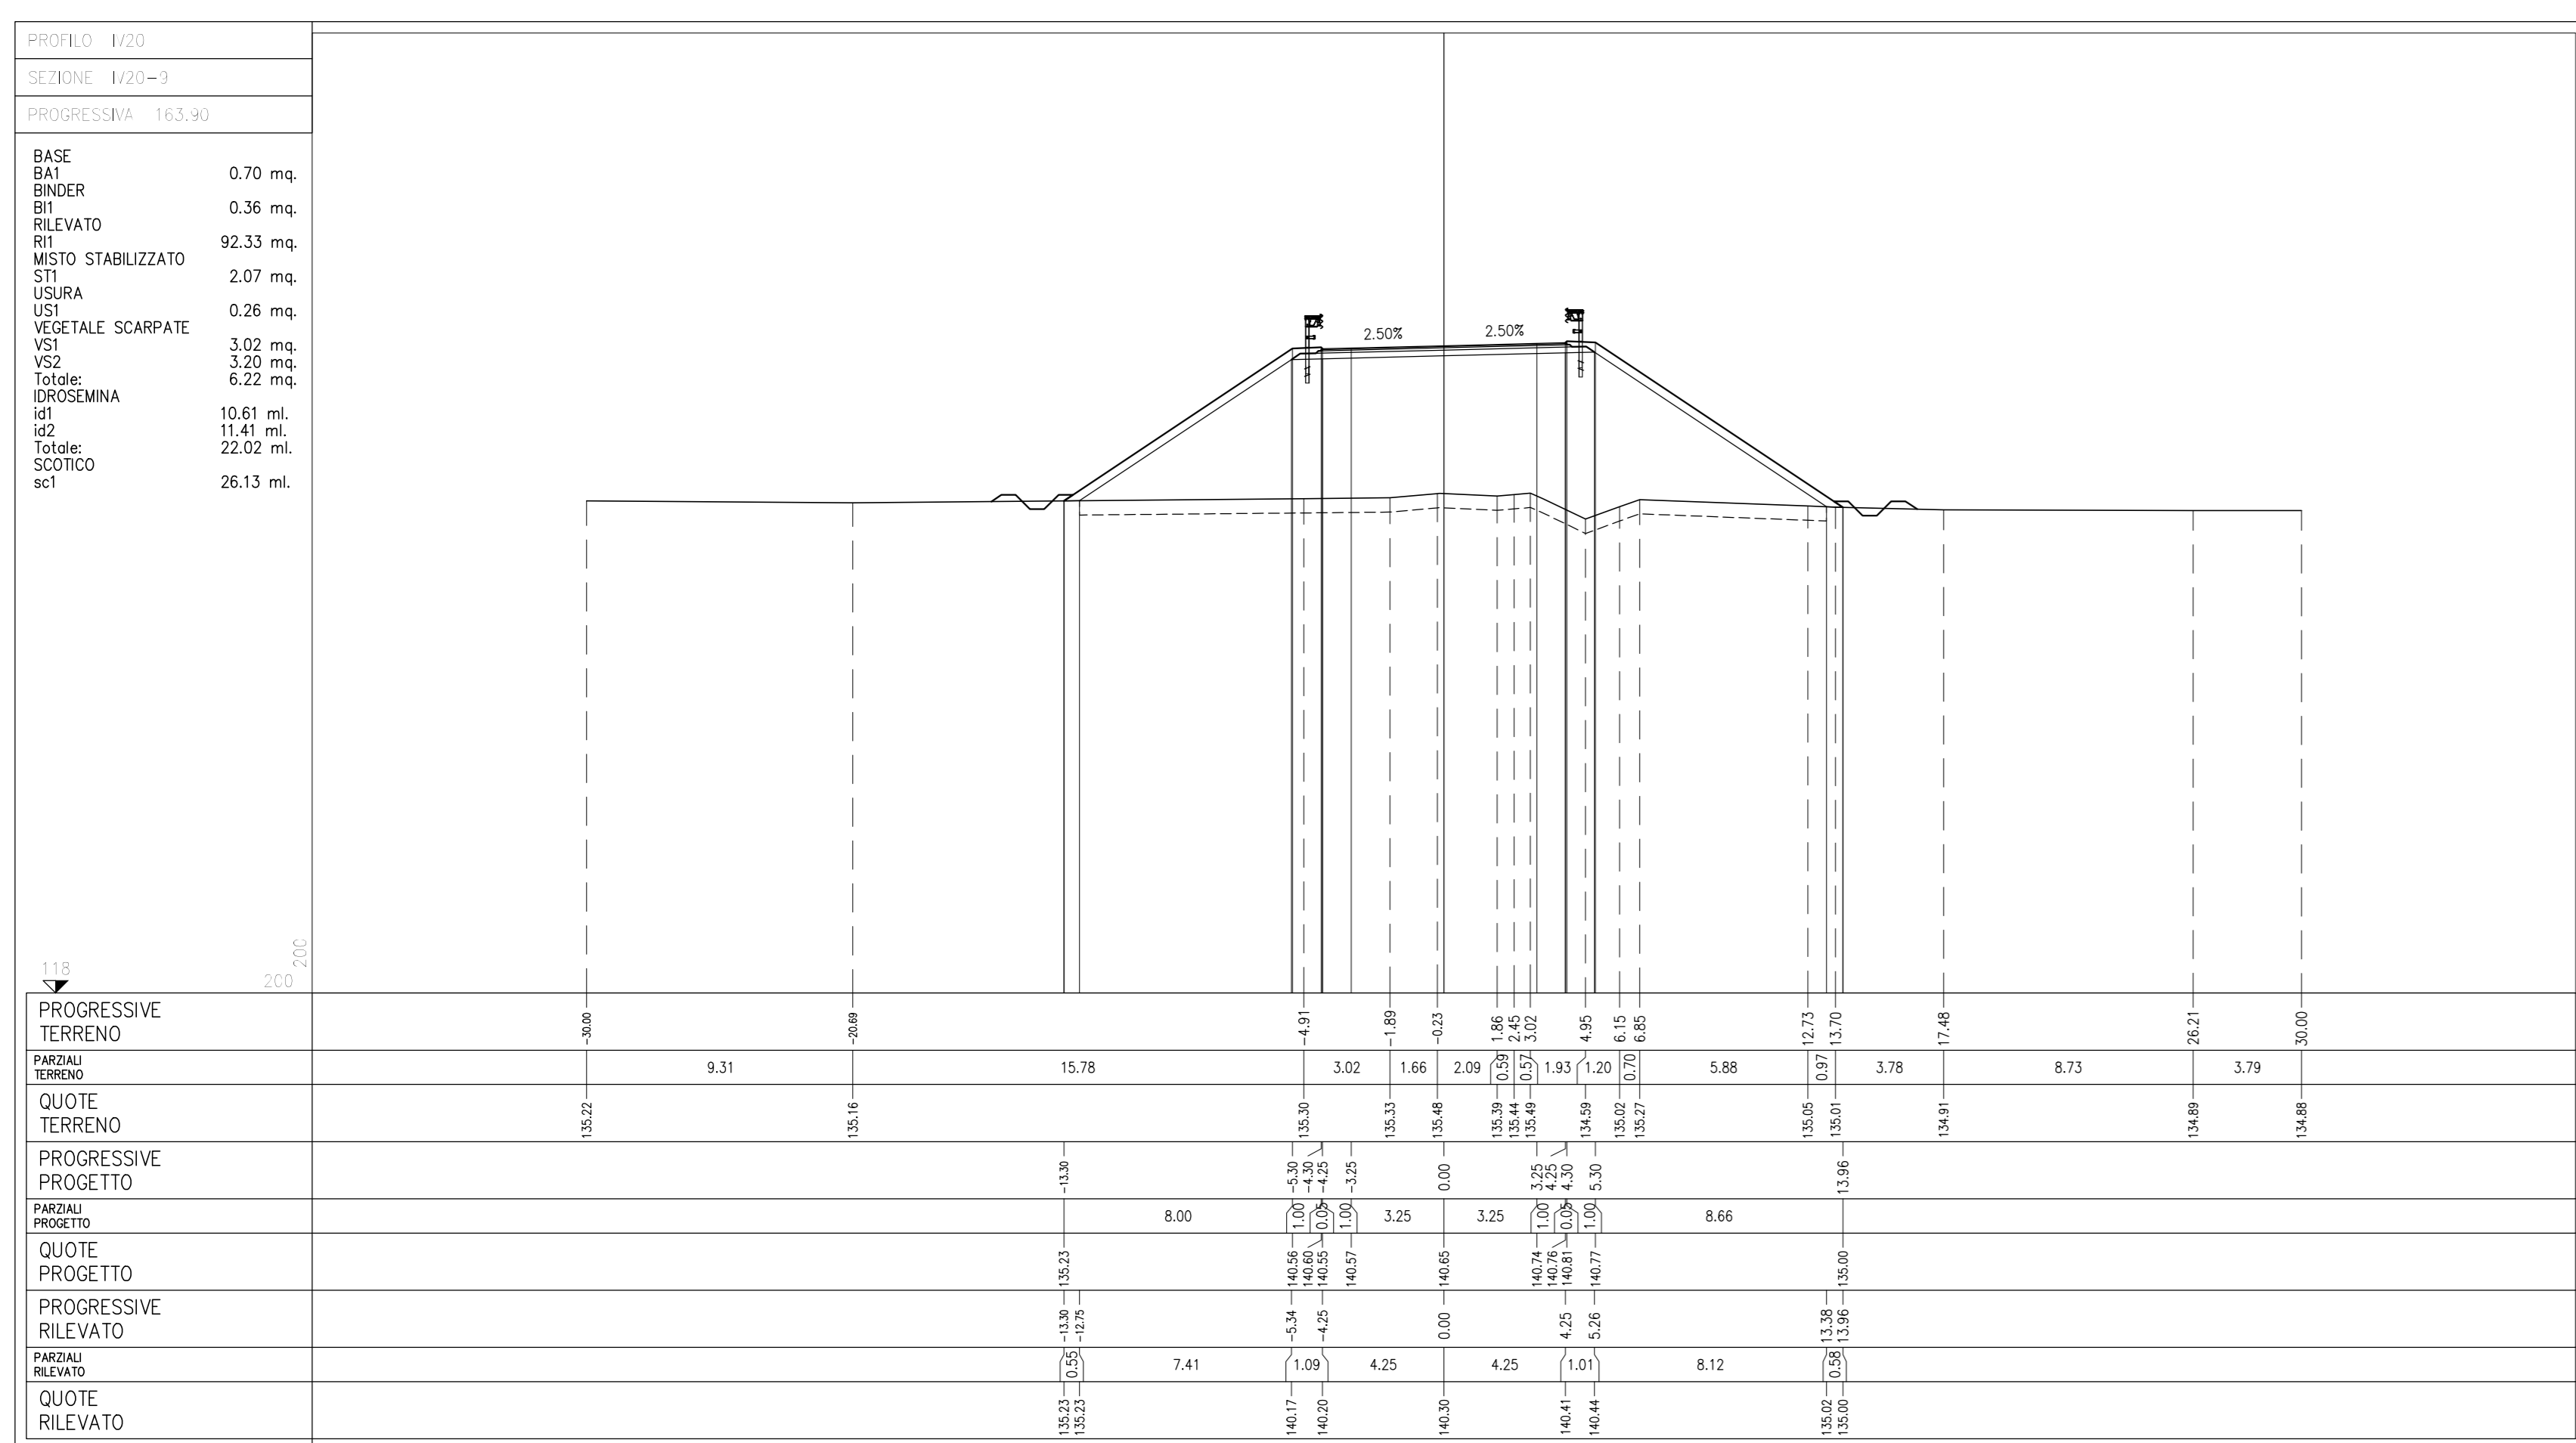 PROFILO IV20
SEZIONE IV20-9
PROGRESSIVA 163.90
BASE
BA1 0.70 mq.
BINDER
BI1 0.36 mq.
RILEVATO
RI1 92.33 mq.
MISTO STABILIZZATO
ST1 2.07 mq.
USURA
US1 0.26 mq.
VEGETALE SCARPATE
VS1 3.02 mq.
VS2 3.20 mq.
Totale: 6.22 mq.
IDROSEMINA
id1 10.61 ml.
id2 11.41 ml.
Totale: 22.02 ml.
SCOTICO
sc1 26.13 ml.
2.50% 2.50%
118 200 200
PROGRESSIVE
TERRENO
-30.00 -20.69 -4.91 -1.89 -0.23 1.86 2.45 3.02 4.95 6.15 6.85 12.73 13.70 17.48 26.21 30.00
PARZIALI
TERRENO
9.31 15.78 3.02 1.66 2.09 0.59 0.57 1.93 1.20 0.70 5.88 0.97 3.78 8.73 3.79
QUOTE
TERRENO
135.22 135.16 135.30 135.33 135.48 135.39 135.44 135.49 134.59 135.02 135.27 135.05 135.01 134.91 134.89 134.88
PROGRESSIVE
PROGETTO
-13.30 -5.30 -4.30 -4.25 -3.25 0.00 3.25 4.25 4.30 5.30 13.96
PARZIALI
PROGETTO
8.00 1.00 0.05 1.00 3.25 3.25 1.00 0.05 1.00 8.66
QUOTE
PROGETTO
135.23 140.56 140.60 140.55 140.57 140.65 140.74 140.76 140.81 140.77 135.00
PROGRESSIVE
RILEVATO
-13.30 -12.75 -5.34 -4.25 0.00 4.25 5.26 13.38 13.96
PARZIALI
RILEVATO
0.55 7.41 1.09 4.25 4.25 1.01 8.12 0.58
QUOTE
RILEVATO
135.23 135.23 140.17 140.20 140.30 140.41 140.44 135.02 135.00